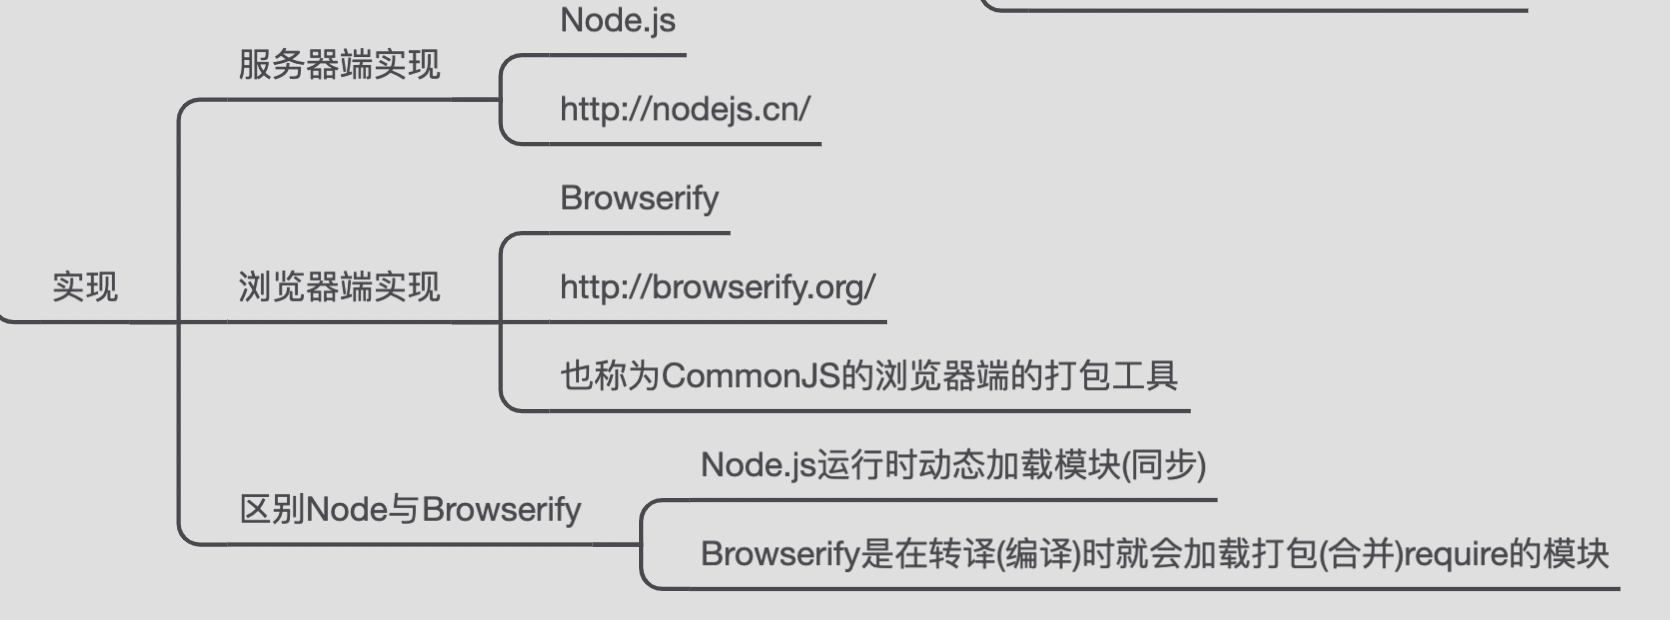 实现
服务器端实现
Node.js
http://nodejs.cn/
浏览器端实现
Browserify
http://browserify.org/
也称为CommonJS的浏览器端的打包工具
区别Node与Browserify
Node.js运行时动态加载模块(同步)
Browserify是在转译(编译)时就会加载打包(合并)require的模块